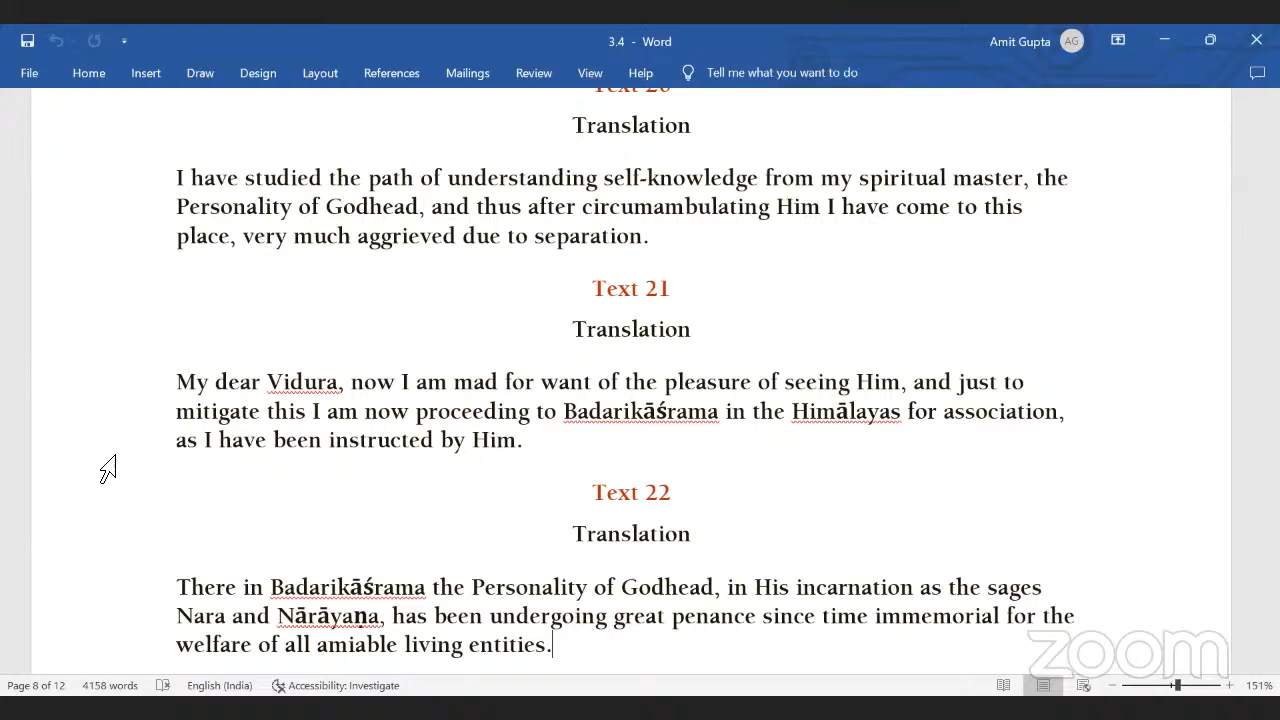 3.4 - Word
Amit Gupta
AG
File Home Insert Draw Design Layout References Mailings Review View Help Tell me what you want to do
Text 20
Translation
I have studied the path of understanding self-knowledge from my spiritual master, the
Personality of Godhead, and thus after circumambulating Him I have come to this
place, very much aggrieved due to separation.
Text 21
Translation
My dear Vidura, now I am mad for want of the pleasure of seeing Him, and just to
mitigate this I am now proceeding to Badarikāśrama in the Himālayas for association,
as I have been instructed by Him.
Text 22
Translation
There in Badarikāśrama the Personality of Godhead, in His incarnation as the sages
Nara and Nārāyaṇa, has been undergoing great penance since time immemorial for the
welfare of all amiable living entities.
zoom
Page 8 of 12 4158 words English (India) Accessibility: Investigate 151%